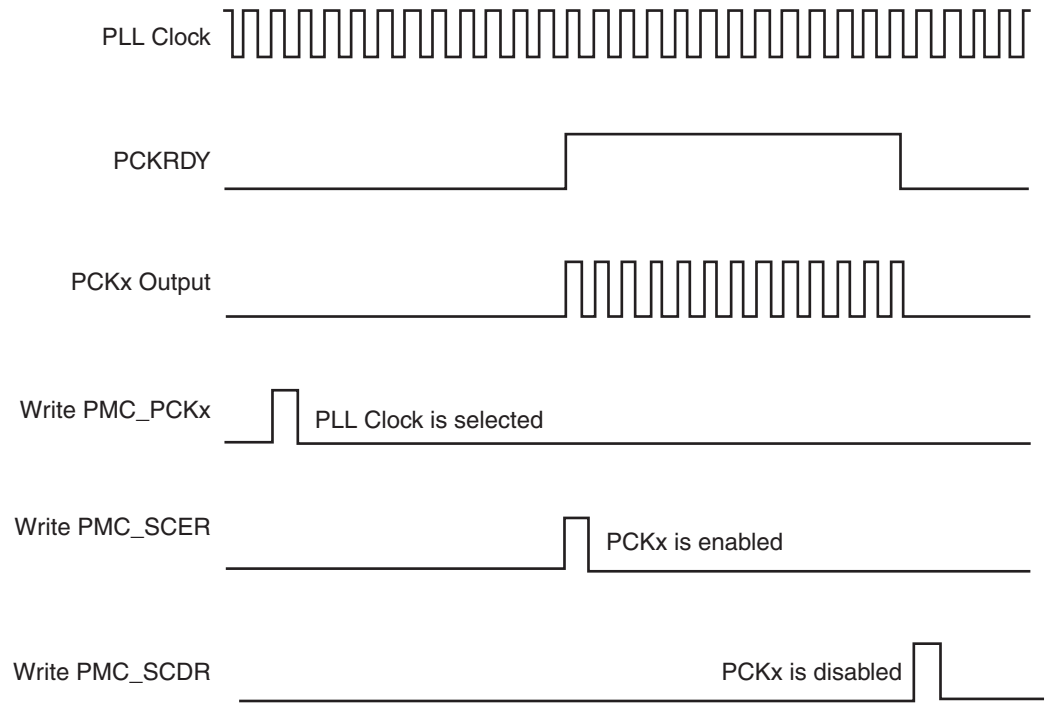 PLL Clock
PCKRDY
PCKx Output
Write PMC_PCKx
PLL Clock is selected
Write PMC_SCER
PCKx is enabled
Write PMC_SCDR
PCKx is disabled